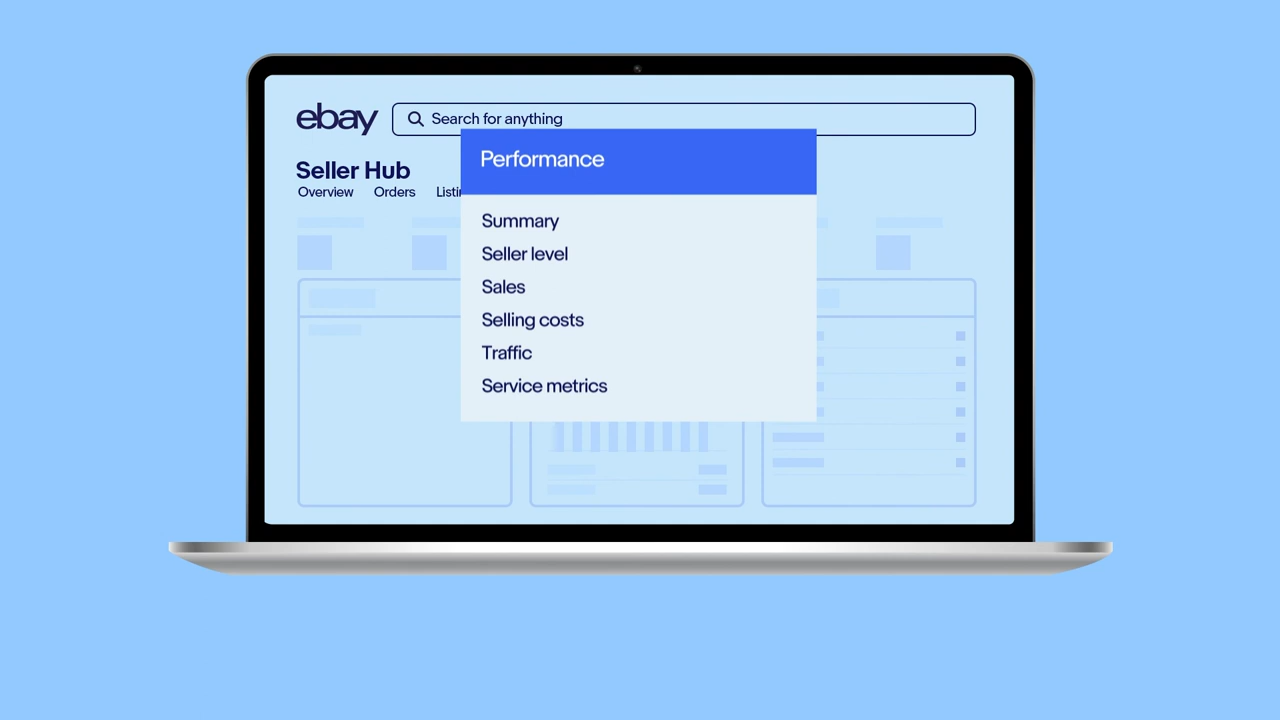 ebay
Search for anything
Performance
Seller Hub
Overview Orders
Summary
Seller level
Sales
Selling costs
Traffic
Service metrics